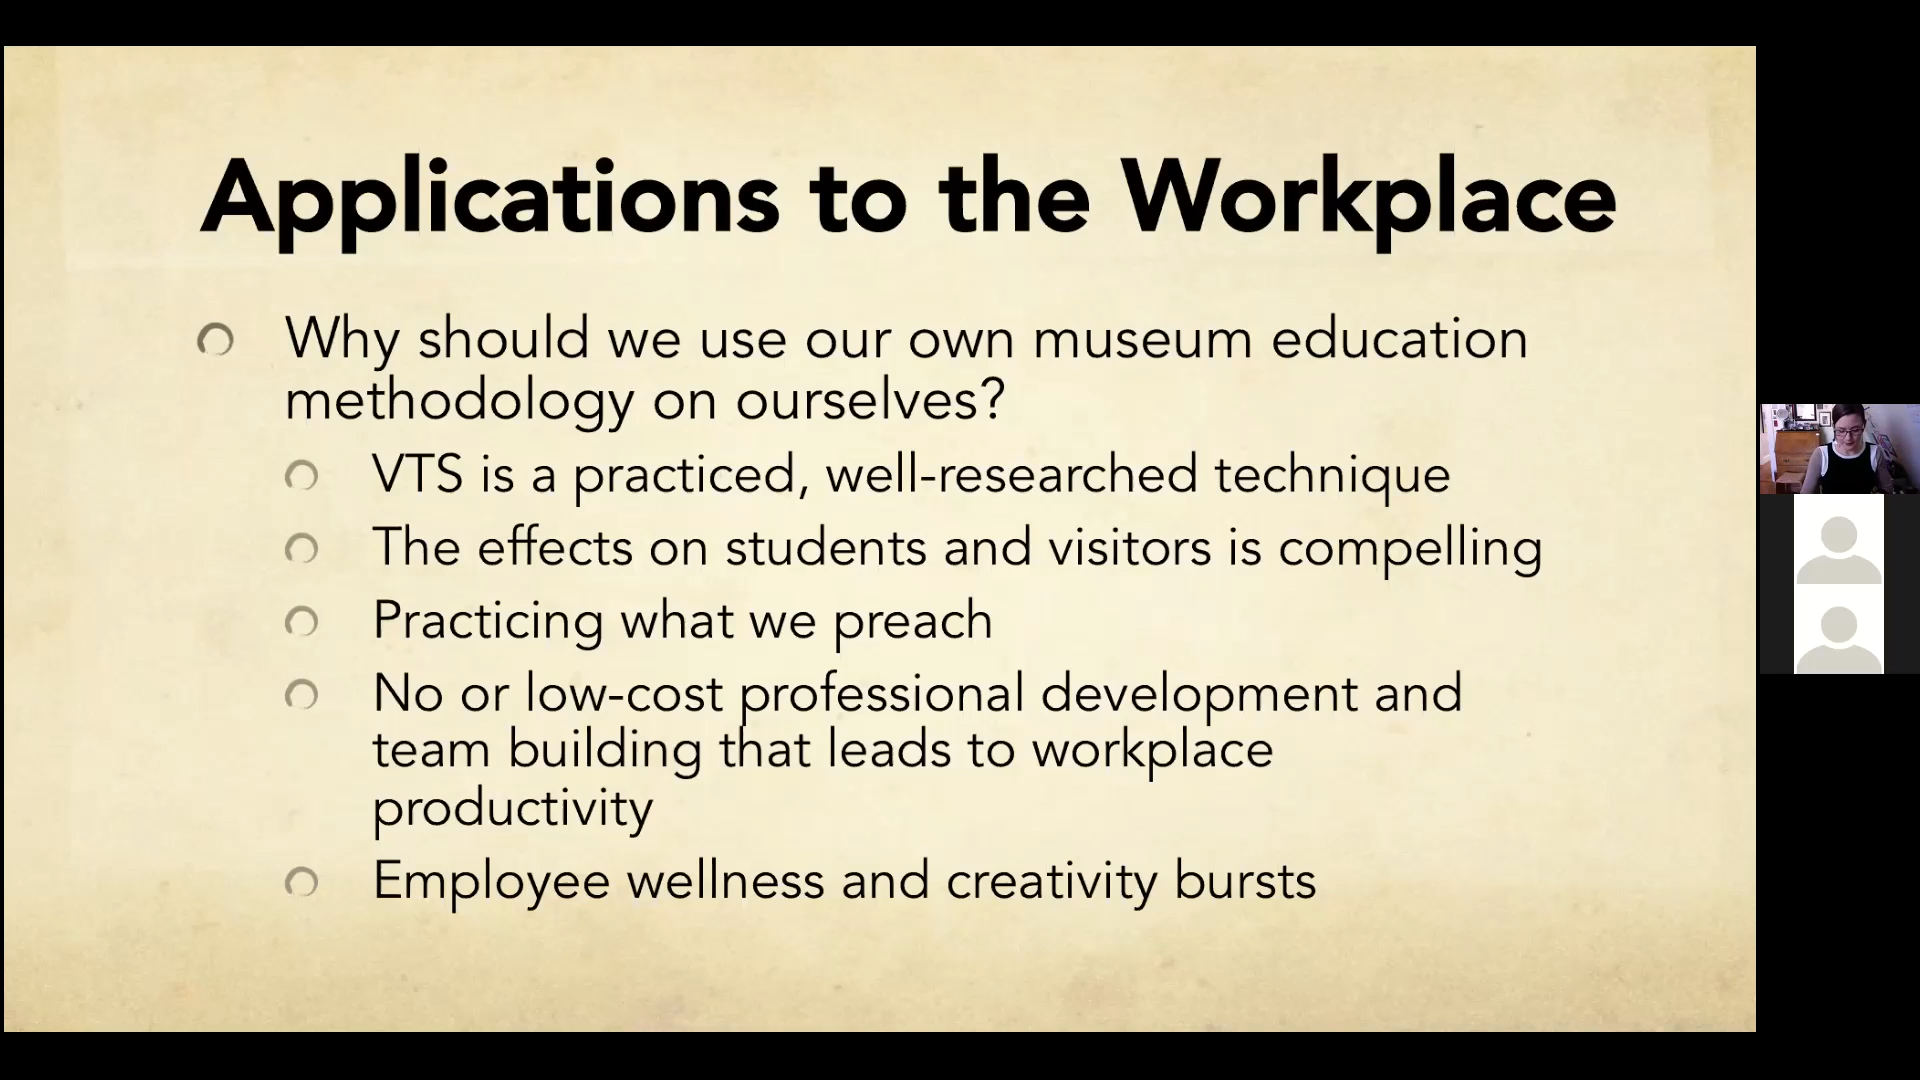 Applications to the Workplace
Why should we use our own museum education
methodology on ourselves?
VTS is a practiced, well-researched technique
The effects on students and visitors is compelling
Practicing what we preach
No or low-cost professional development and
team building that leads to workplace
productivity
Employee wellness and creativity bursts